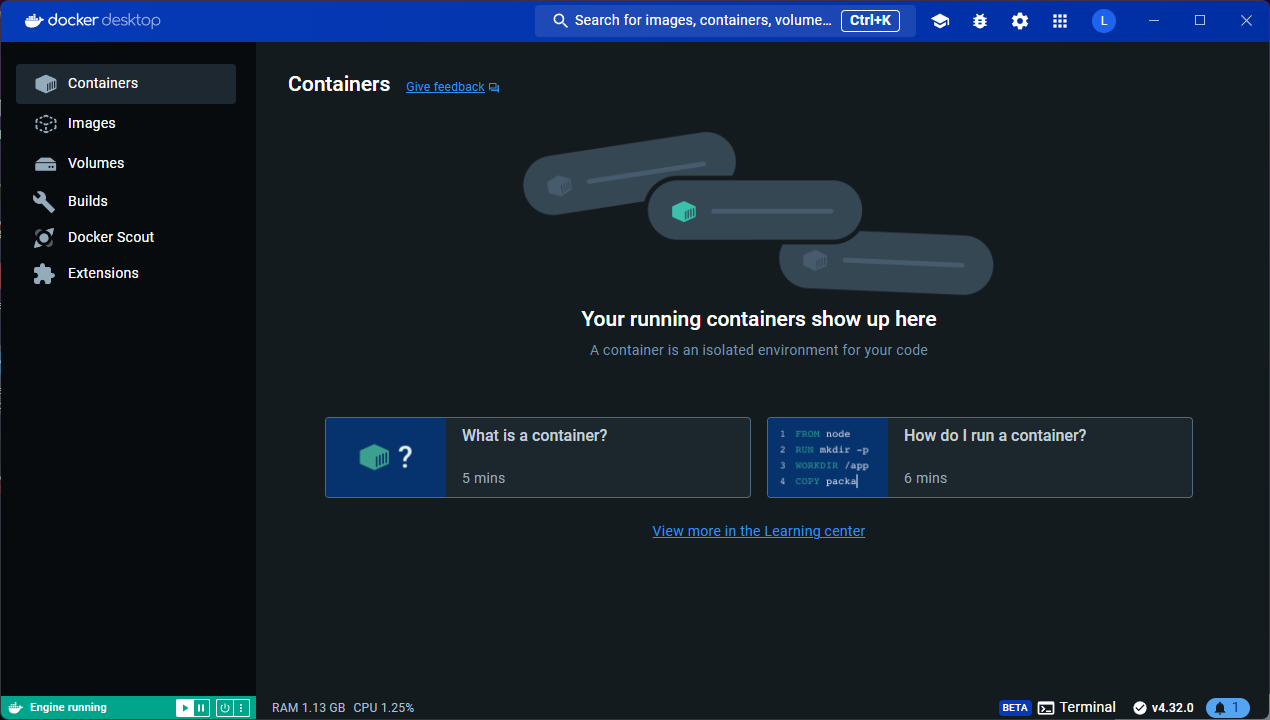 docker desktop
Search for images, containers, volume... Ctrl+K
L
Containers
Images
Volumes
Builds
Docker Scout
Extensions
Containers Give feedback
Your running containers show up here
A container is an isolated environment for your code
?
What is a container?
5 mins
1 FROM node
2 RUN mkdir -p
3 WORKDIR /app
4 COPY packa
How do I run a container?
6 mins
View more in the Learning center
Engine running
RAM 1.13 GB CPU 1.25%
BETA Terminal v4.32.0 1